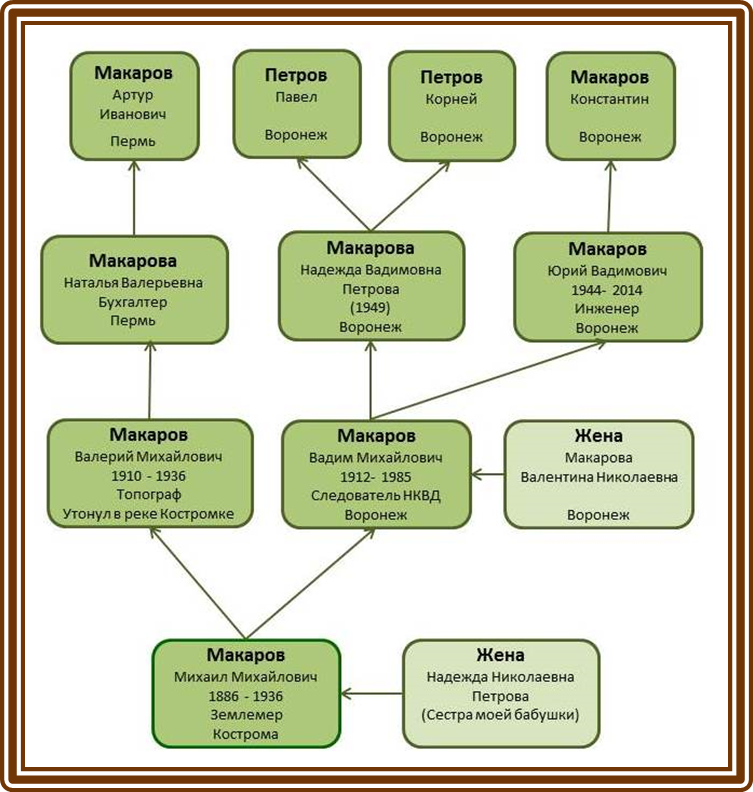 Макаров
Артур
Иванович
Пермь
Петров
Павел
Воронеж
Петров
Корней
Воронеж
Макаров
Константин
Воронеж
Макарова
Наталья Валерьевна
Бухгалтер
Пермь
Макарова
Надежда Вадимовна
Петрова
(1949)
Воронеж
Макаров
Юрий Вадимович
1944- 2014
Инженер
Воронеж
Макаров
Валерий Михайлович
1910 - 1936
Топограф
Утонул в реке Костромке
Макаров
Вадим Михайлович
1912- 1985
Следователь НКВД
Воронеж
Жена
Макарова
Валентина Николаевна
Воронеж
Макаров
Михаил Михайлович
1886 - 1936
Землемер
Кострома
Жена
Надежда Николаевна
Петрова
(Сестра моей бабушки)